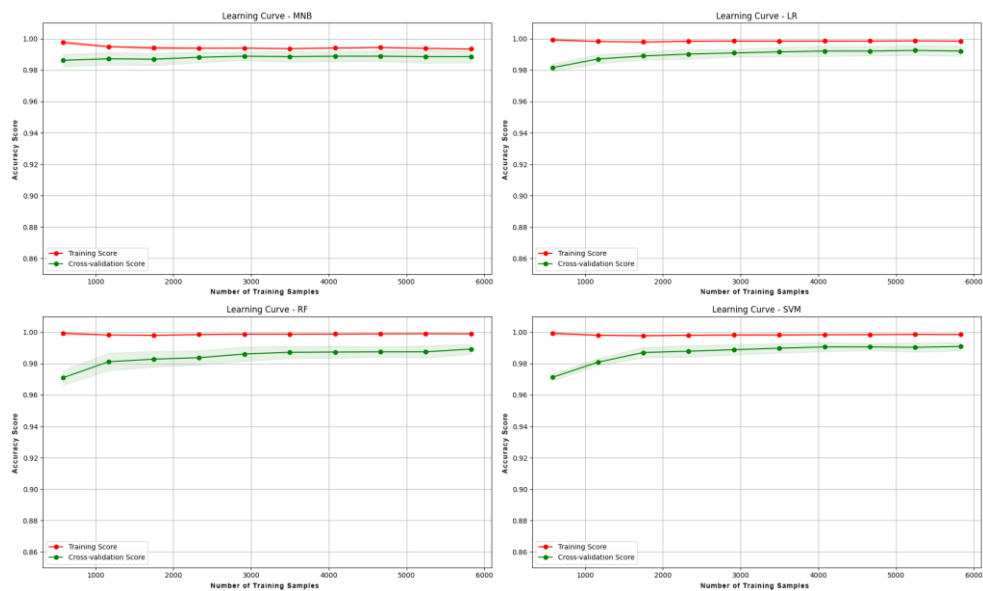 Learning Curve - MNB
Accuracy Score
1.00
0.98
0.96
0.94
0.92
0.90
0.88
0.86
Training Score
Cross-validation Score
1000 2000 3000 4000 5000 6000
Number of Training Samples
Learning Curve - LR
Accuracy Score
1.00
0.98
0.96
0.94
0.92
0.90
0.88
0.86
Training Score
Cross-validation Score
1000 2000 3000 4000 5000 6000
Number of Training Samples
Learning Curve - RF
Accuracy Score
1.00
0.98
0.96
0.94
0.92
0.90
0.88
0.86
Training Score
Cross-validation Score
1000 2000 3000 4000 5000 6000
Number of Training Samples
Learning Curve - SVM
Accuracy Score
1.00
0.98
0.96
0.94
0.92
0.90
0.88
0.86
Training Score
Cross-validation Score
1000 2000 3000 4000 5000 6000
Number of Training Samples